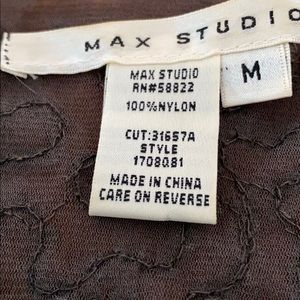 MAX STUDIO
M
MAX STUDIO
RN#58822
100%NYLON
CUT:31657A
STYLE
1708081
MADE IN CHINA
CARE ON REVERSE